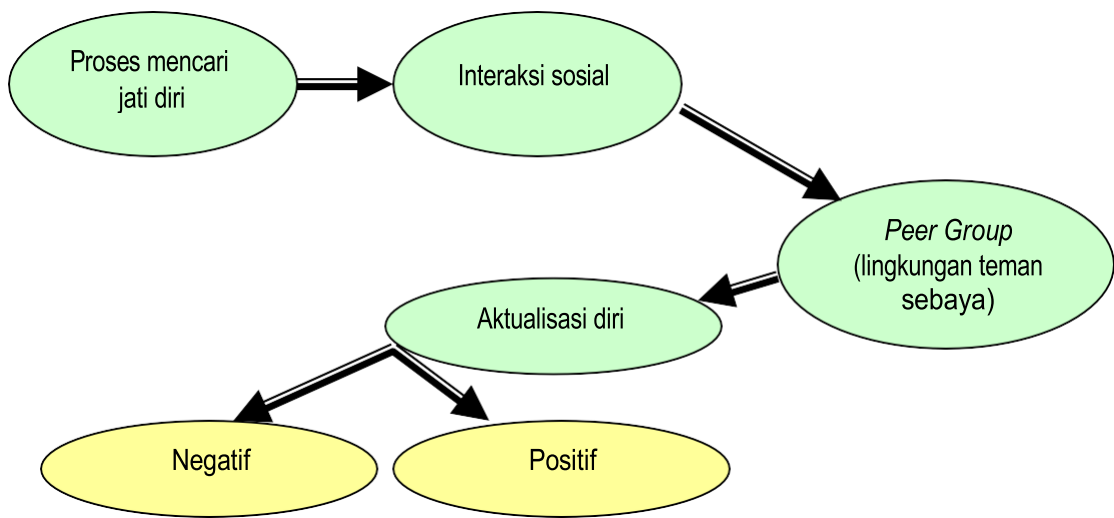 Proses mencari
jati diri
Interaksi sosial
Peer Group
(lingkungan teman
sebaya)
Aktualisasi diri
Negatif
Positif